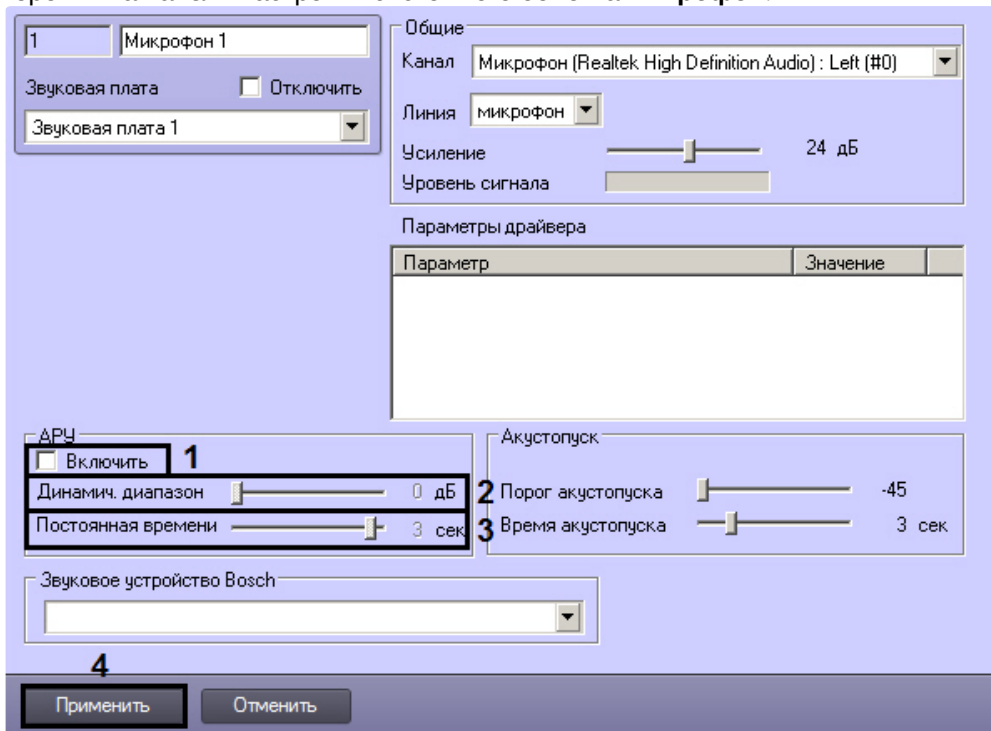 1
Микрофон 1
Звуковая плата
Отключить
Звуковая плата 1
Общие
Канал
Микрофон (Realtek High Definition Audio) : Left (#0)
Линия
микрофон
Усиление
24 дБ
Уровень сигнала
Параметры драйвера
Параметр
Значение
АРУ
Включить
1
Динамич. диапазон
0 дБ
2
Постоянная времени
3 сек
3
Акустопуск
Порог акустопуска
-45
Время акустопуска
3 сек
Звуковое устройство Bosch
4
Применить
Отменить